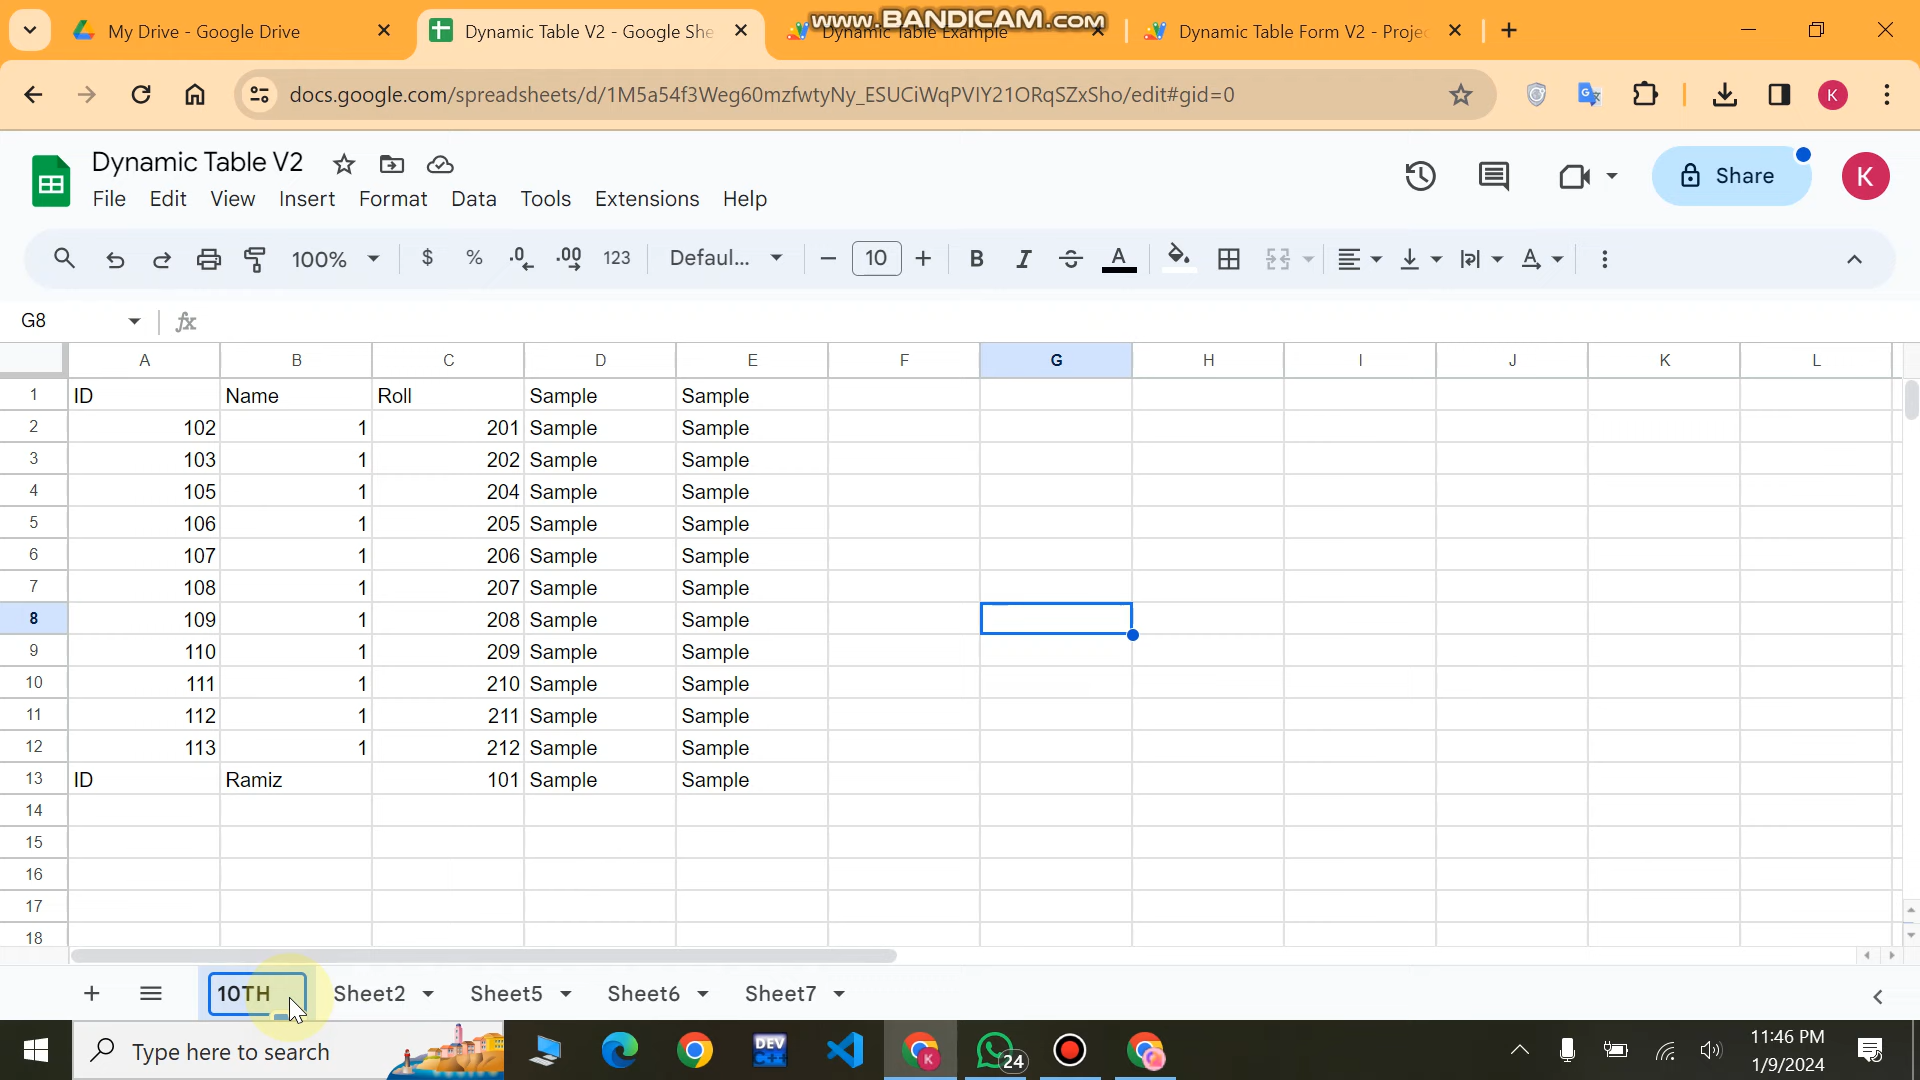 www.BANDICAM.com
My Drive - Google Drive
Dynamic Table V2 - Google She
Dynamic Table Example
Dynamic Table Form V2 - Projec
docs.google.com/spreadsheets/d/1M5a54f3Weg60mzfwtyNy_ESUCiWqPVIY21ORqSZxSho/edit#gid=0
K
Dynamic Table V2
File Edit View Insert Format Data Tools Extensions Help
Share
K
100% $ % .0 .00 123 Defaul... 10 B I A
G8 fx
A B C D E F G H I J K L
1 ID Name Roll Sample Sample
2 102 1 201 Sample Sample
3 103 1 202 Sample Sample
4 105 1 204 Sample Sample
5 106 1 205 Sample Sample
6 107 1 206 Sample Sample
7 108 1 207 Sample Sample
8 109 1 208 Sample Sample
9 110 1 209 Sample Sample
10 111 1 210 Sample Sample
11 112 1 211 Sample Sample
12 113 1 212 Sample Sample
13 ID Ramiz 101 Sample Sample
14
15
16
17
18
10TH Sheet2 Sheet5 Sheet6 Sheet7
Type here to search
DEV C++
K
24
11:46 PM
1/9/2024